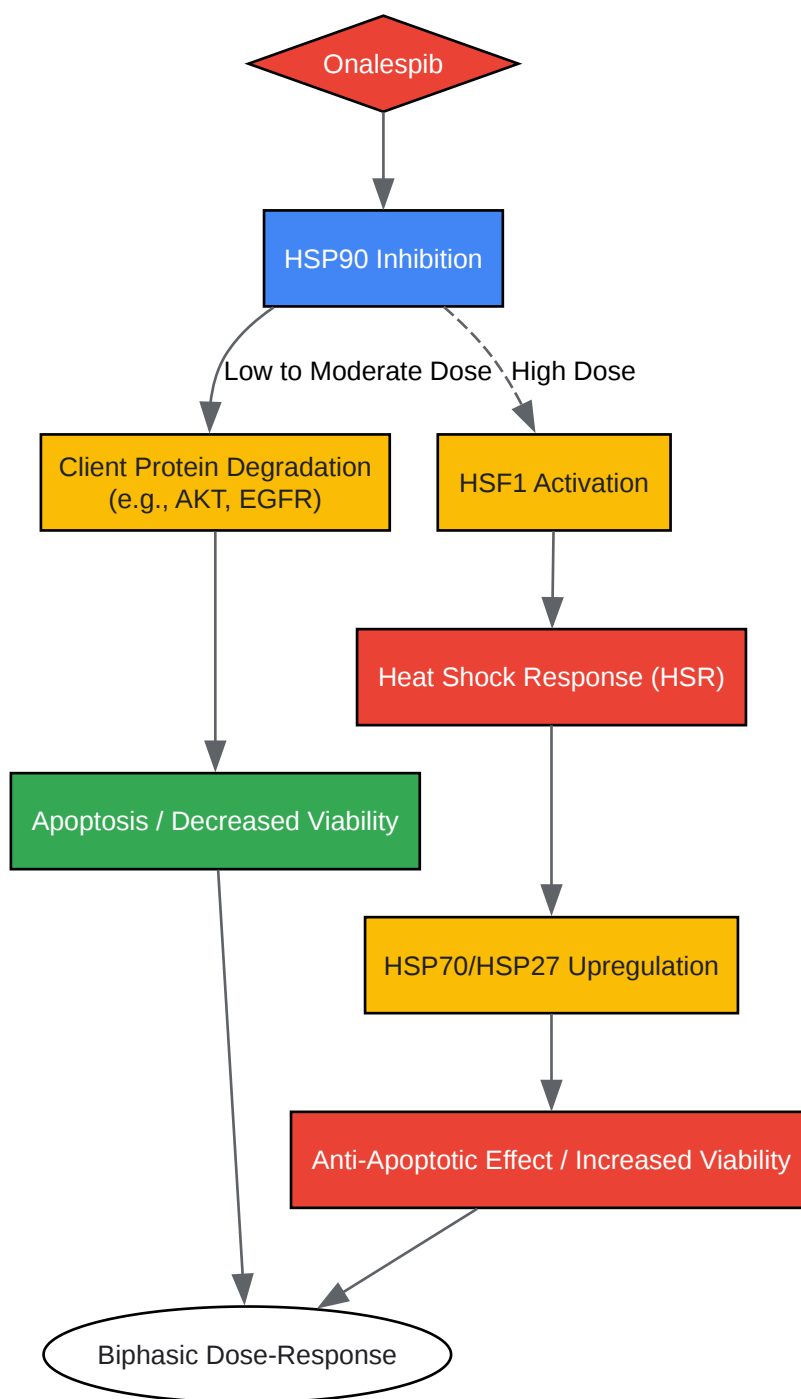 Onalespib
HSP90 Inhibition
Low to Moderate Dose
High Dose
Client Protein Degradation
(e.g., AKT, EGFR)
HSF1 Activation
Heat Shock Response (HSR)
Apoptosis / Decreased Viability
HSP70/HSP27 Upregulation
Anti-Apoptotic Effect / Increased Viability
Biphasic Dose-Response